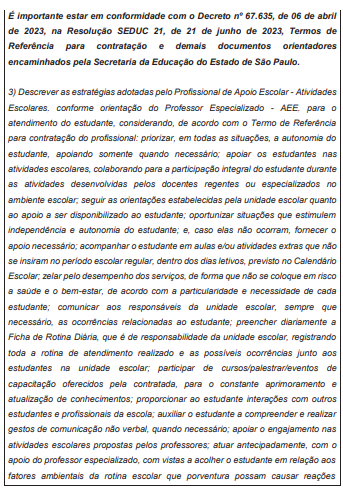 É importante estar em conformidade com o Decreto nº 67.635, de 06 de abril
de 2023, na Resolução SEDUC 21, de 21 de junho de 2023, Termos de
Referência para contratação e demais documentos orientadores
encaminhados pela Secretaria da Educação do Estado de São Paulo.
3) Descrever as estratégias adotadas pelo Profissional de Apoio Escolar - Atividades
Escolares. conforme orientação do Professor Especializado - AEE. para o
atendimento do estudante, considerando, de acordo com o Termo de Referência
para contratação do profissional: priorizar, em todas as situações, a autonomia do
estudante, apoiando somente quando necessário; apoiar os estudantes nas
atividades escolares, colaborando para a participação integral do estudante durante
as atividades desenvolvidas pelos docentes regentes ou especializados no
ambiente escolar; seguir as orientações estabelecidas pela unidade escolar quanto
ao apoio a ser disponibilizado ao estudante; oportunizar situações que estimulem
independência e autonomia do estudante; e, caso elas não ocorram, fornecer o
apoio necessário; acompanhar o estudante em aulas e/ou atividades extras que não
se insiram no período escolar regular, dentro dos dias letivos, previsto no Calendário
Escolar; zelar pelo desempenho dos serviços, de forma que não se coloque em risco
a saúde e o bem-estar, de acordo com a particularidade e necessidade de cada
estudante; comunicar aos responsáveis da unidade escolar, sempre que
necessário, as ocorrências relacionadas ao estudante; preencher diariamente a
Ficha de Rotina Diária, que é de responsabilidade da unidade escolar, registrando
toda a rotina de atendimento realizado e as possíveis ocorrências junto aos
estudantes na unidade escolar; participar de cursos/palestrar/eventos de
capacitação oferecidos pela contratada, para o constante aprimoramento e
atualização de conhecimentos; proporcionar ao estudante interações com outros
estudantes e profissionais da escola; auxiliar o estudante a compreender e realizar
gestos de comunicação não verbal, quando necessário; apoiar o engajamento nas
atividades escolares propostas pelos professores; atuar antecipadamente, com o
apoio do professor especializado, com vistas a acolher o estudante em relação aos
fatores ambientais da rotina escolar que porventura possam causar reações